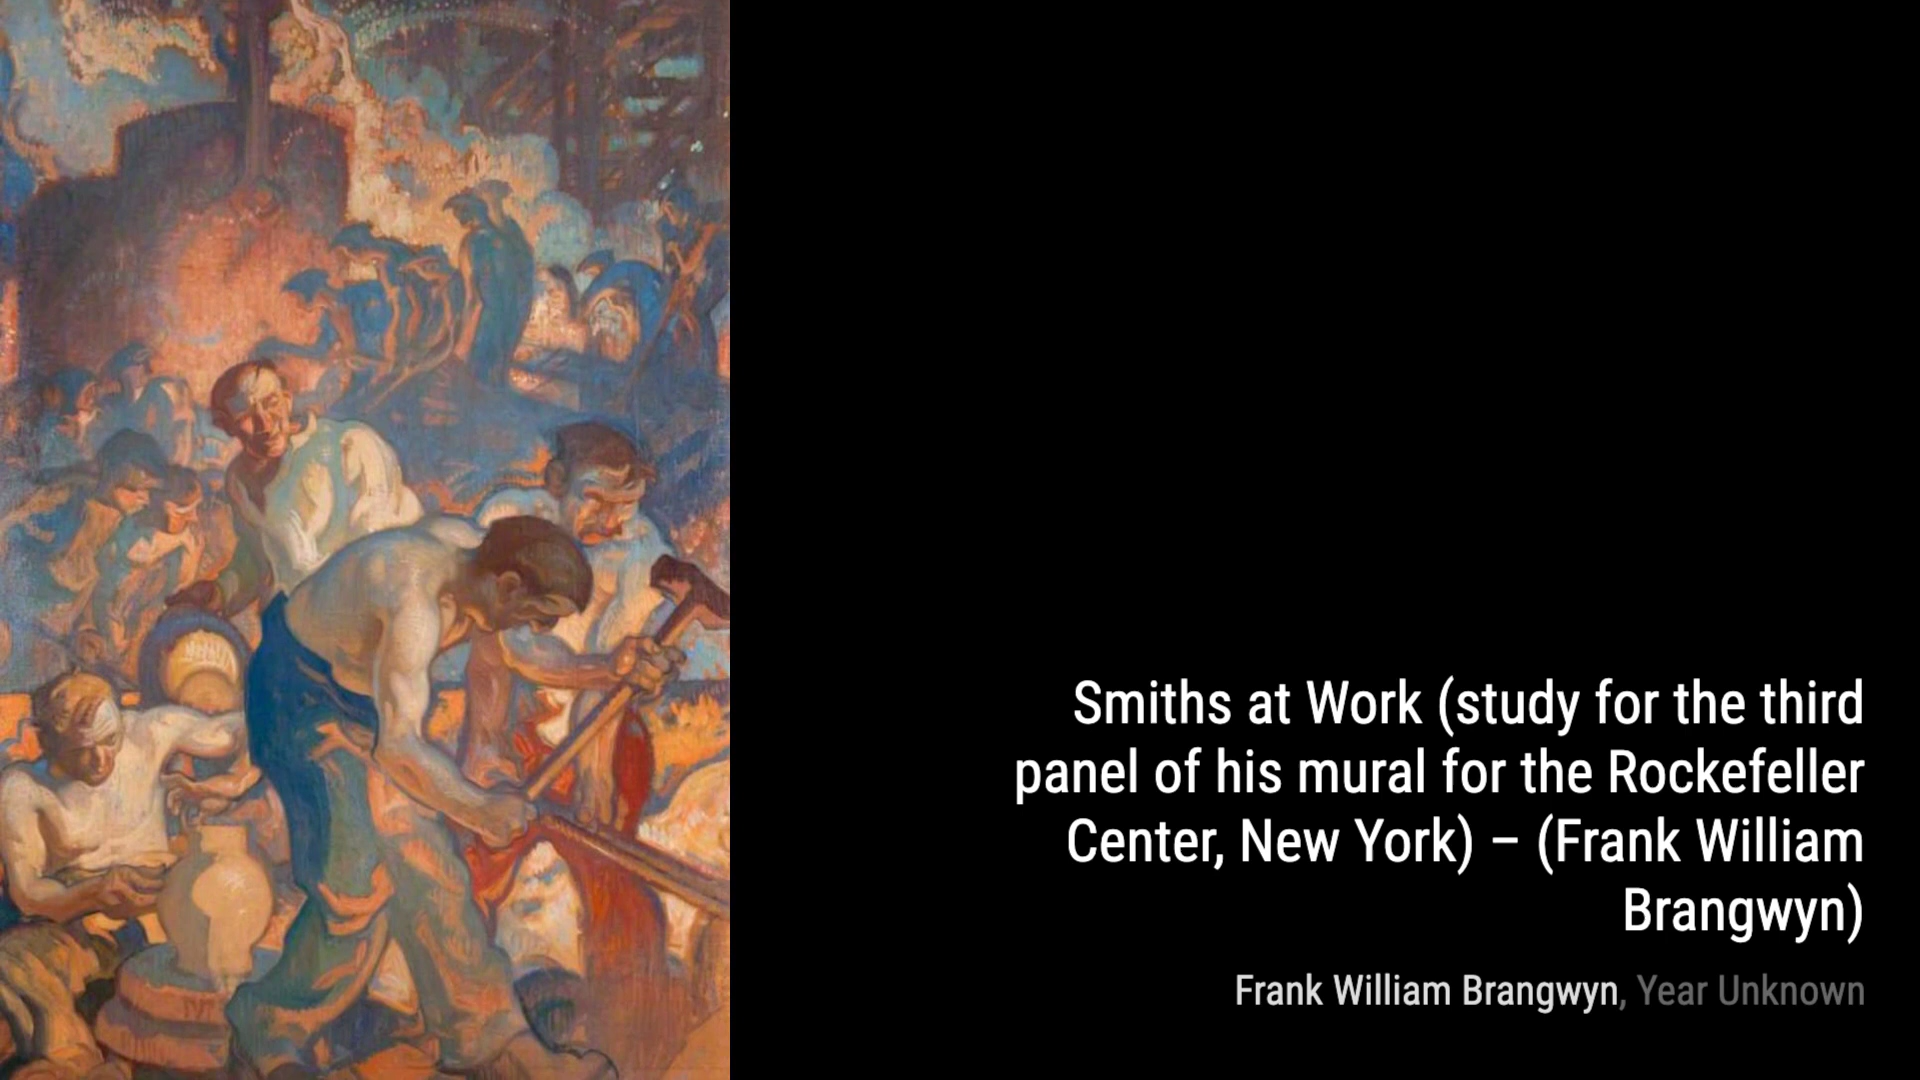 Smiths at Work (study for the third
panel of his mural for the Rockefeller
Center, New York) – (Frank William
Brangwyn)
Frank William Brangwyn, Year Unknown